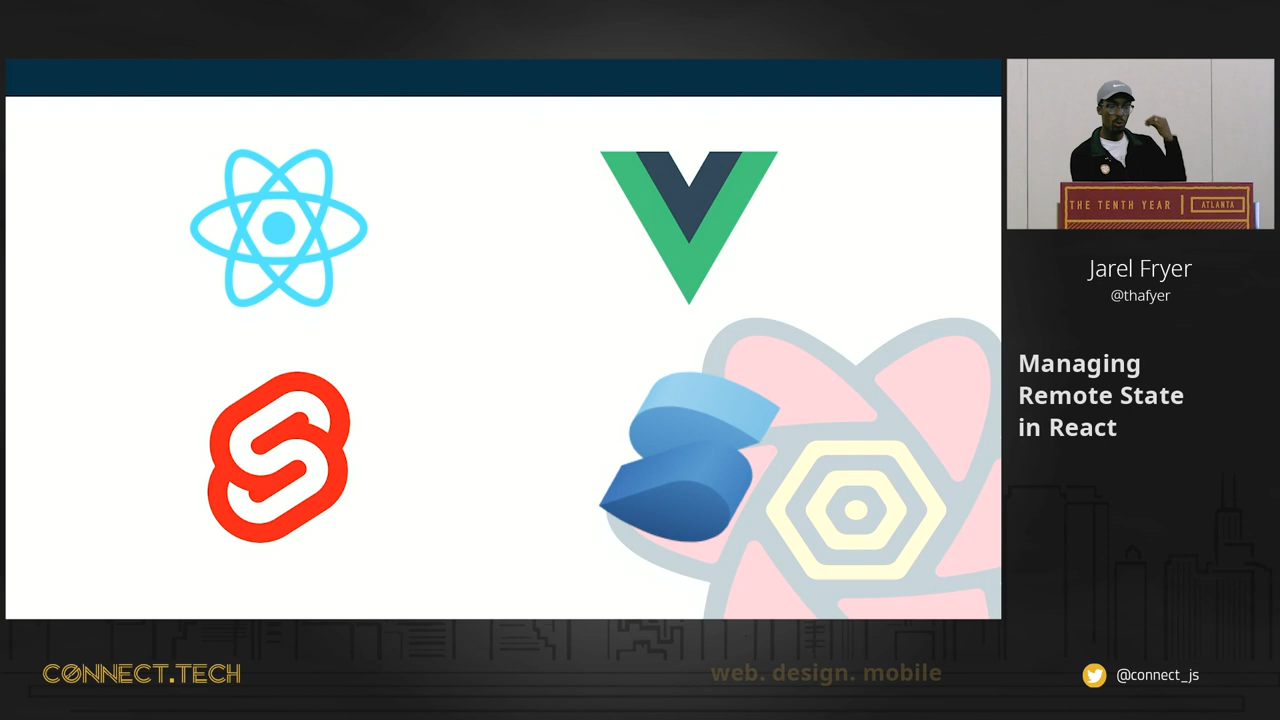 THE TENTH YEAR | ATLANTA
Jarel Fryer
@thafyer
Managing
Remote State
in React
CONNECT.TECH
web. design. mobile
@connect_js